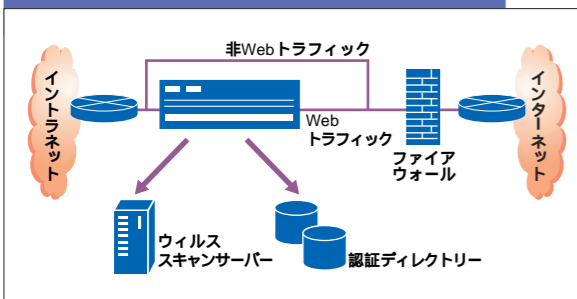 非Webトラフィック
イントラネット
Web
トラフィック
ファイア
ウォール
インターネット
ウィルス
スキャンサーバー
認証ディレクトリー